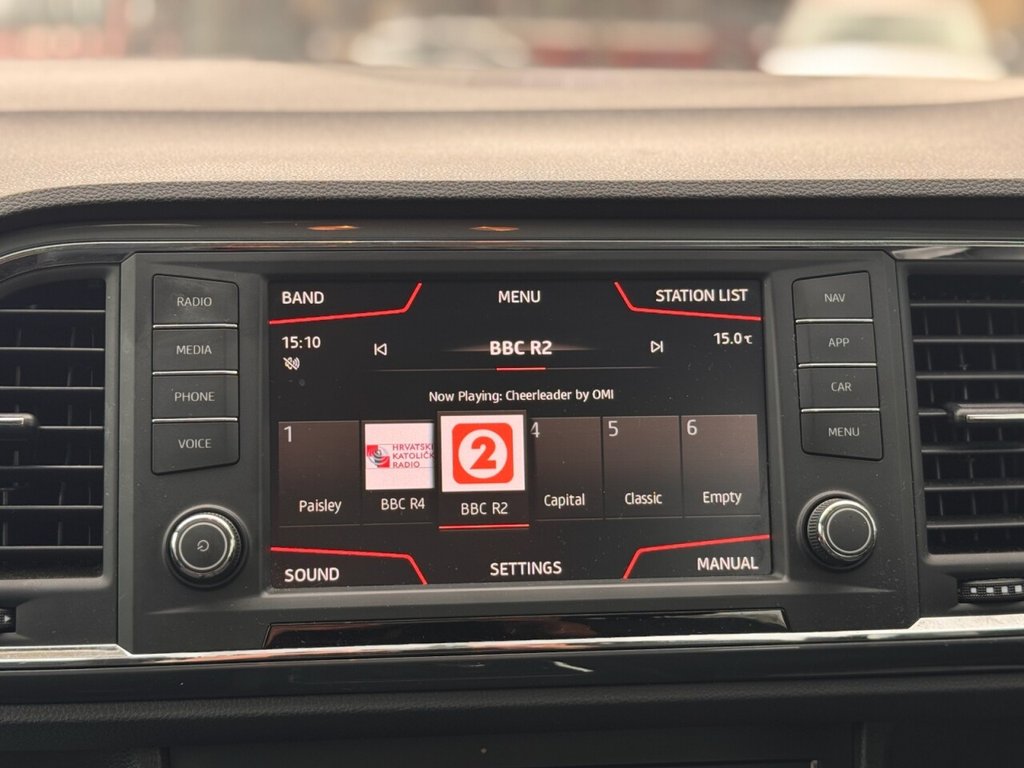 RADIO
MEDIA
PHONE
VOICE
BAND
MENU
STATION LIST
15:10
BBC R2
15.0℃
Now Playing: Cheerleader by OMI
1
Paisley
HRVATSK
KATOLIČK
RADIO
BBC R4
2
BBC R2
4
Capital
5
Classic
6
Empty
SOUND
SETTINGS
MANUAL
NAV
APP
CAR
MENU